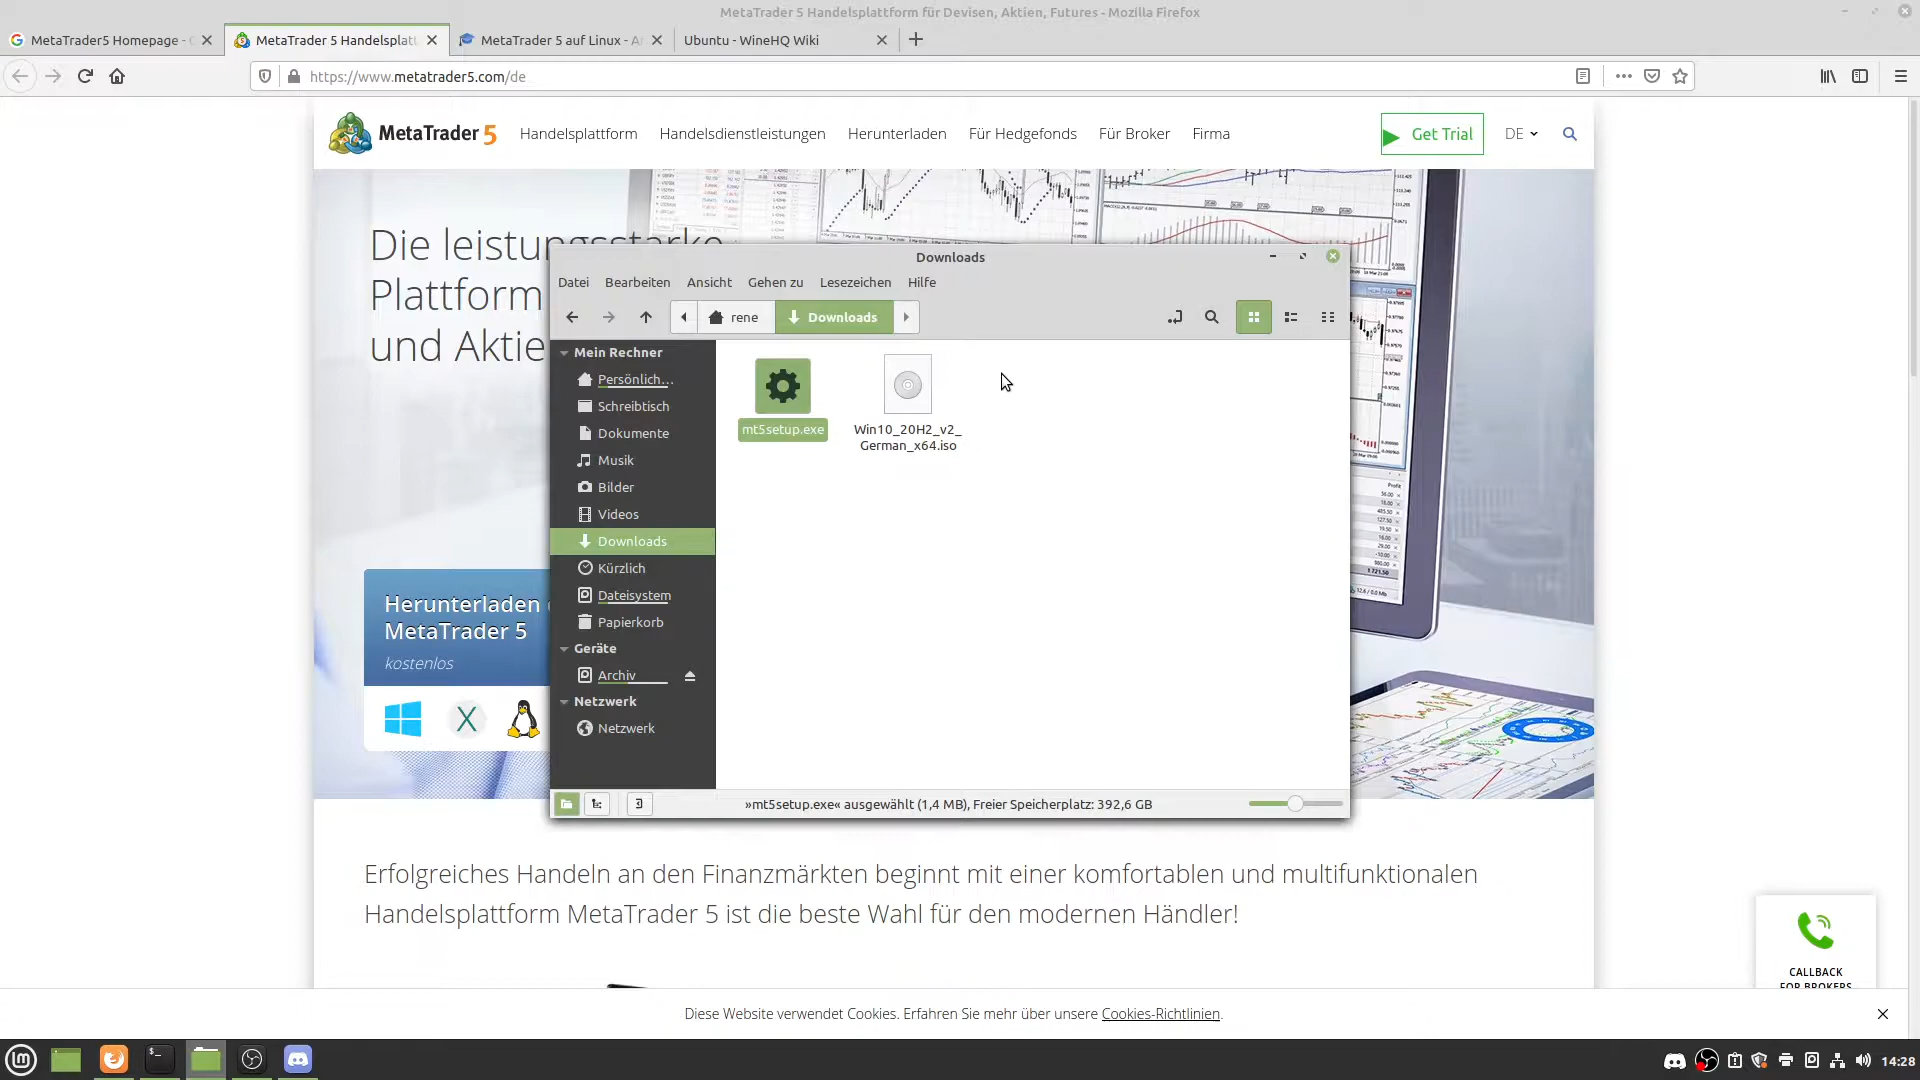 MetaTrader 5 Handelsplattform für Devisen, Aktien, Futures - Mozilla Firefox
MetaTrader5 Homepage -
MetaTrader 5 Handelsplatt
MetaTrader 5 auf Linux -
Ubuntu - WineHQ Wiki
https://www.metatrader5.com/de
MetaTrader 5
Handelsplattform
Handelsdienstleistungen
Herunterladen
Für Hedgefonds
Für Broker
Firma
Get Trial
DE
Die leistungsstarke
Plattform
und Aktie
Downloads
Datei
Bearbeiten
Ansicht
Gehen zu
Lesezeichen
Hilfe
rene
Downloads
Mein Rechner
Persönlich...
Schreibtisch
Dokumente
Musik
Bilder
Videos
Downloads
Kürzlich
Dateisystem
Papierkorb
Geräte
Archiv
Netzwerk
Netzwerk
mt5setup.exe
Win10_20H2_v2_
German_x64.iso
»mt5setup.exe« ausgewählt (1,4 MB), Freier Speicherplatz: 392,6 GB
Herunterladen
MetaTrader 5
kostenlos
Erfolgreiches Handeln an den Finanzmärkten beginnt mit einer komfortablen und multifunktionalen
Handelsplattform MetaTrader 5 ist die beste Wahl für den modernen Händler!
CALLBACK
FOR BROKERS
Diese Website verwendet Cookies. Erfahren Sie mehr über unsere Cookies-Richtlinien.
14:28